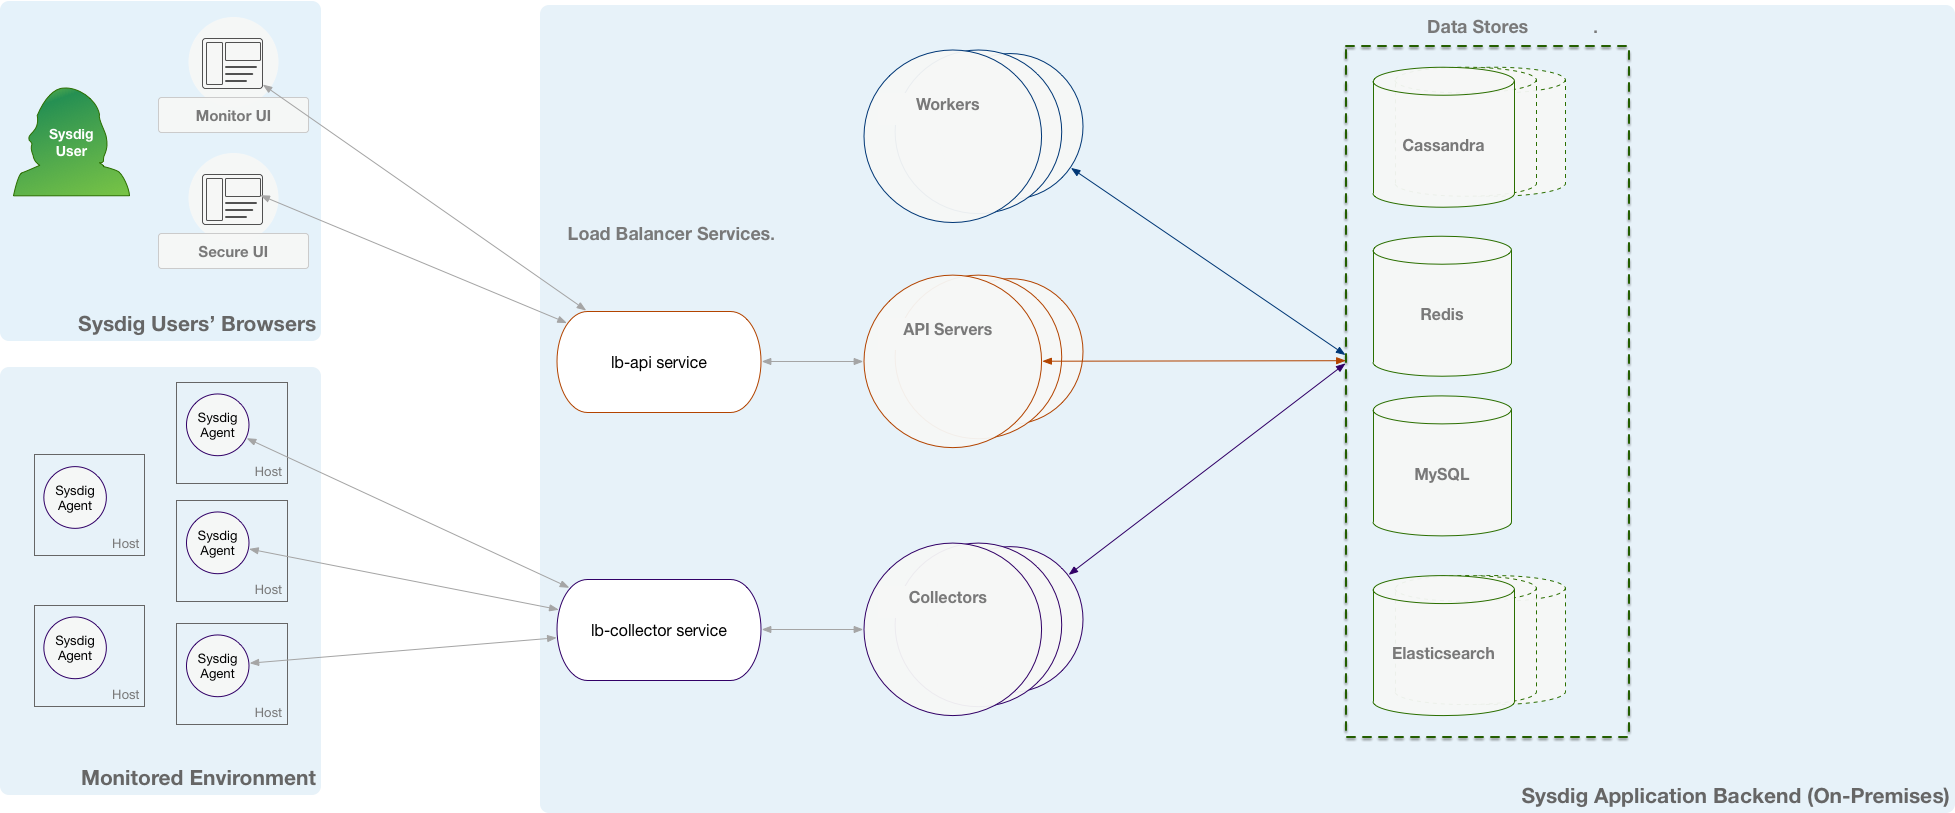 Sysdig
User
Monitor UI
Secure UI
Sysdig Users’ Browsers
Sysdig
Agent
Host
Sysdig
Agent
Host
Sysdig
Agent
Host
Sysdig
Agent
Host
Sysdig
Agent
Host
Monitored Environment
Load Balancer Services.
lb-api service
lb-collector service
Workers
API Servers
Collectors
Data Stores .
Cassandra
Redis
MySQL
Elasticsearch
Sysdig Application Backend (On-Premises)